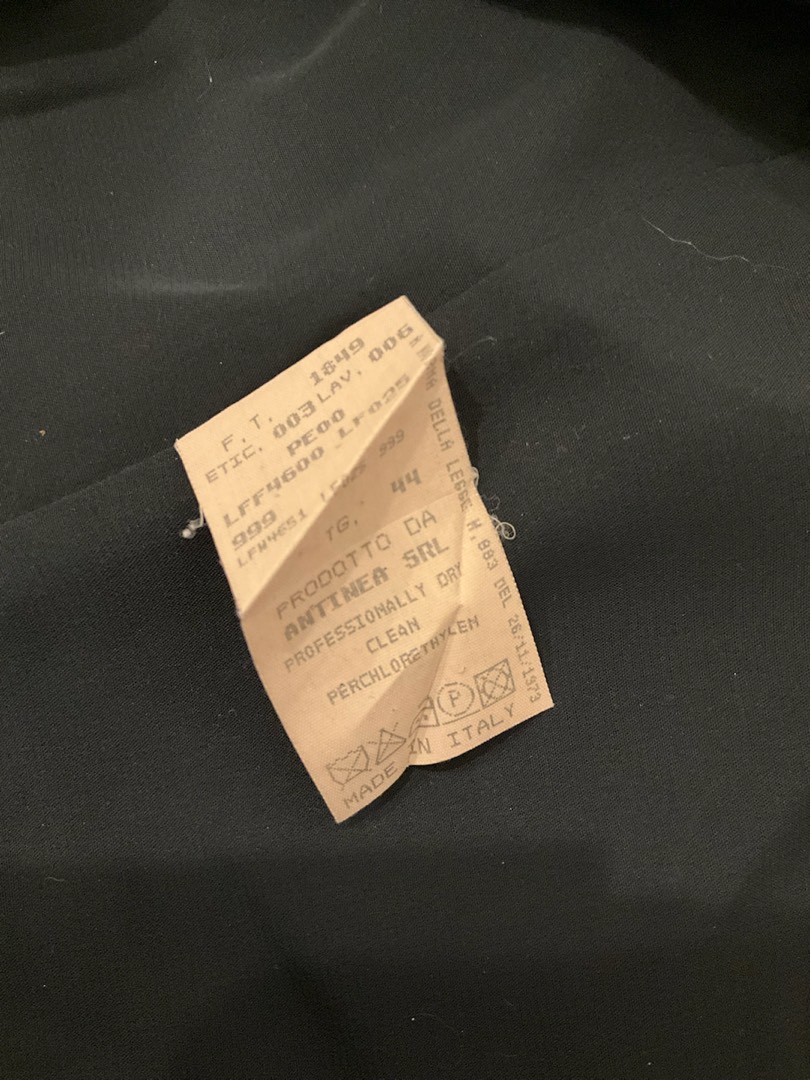 F.T. 1849
ETIC. 003 LAV. 006
PE00
LFF4600 LF025
999
LFW4651 LF025 999
TG. 44
PRODOTTO DA
ANTINEA SRL
PROFESSIONALLY DRY
CLEAN
PERCHLORETHYLEN
P
MADE IN ITALY
DELLA LEGGE N.883 DEL 26/11/1973